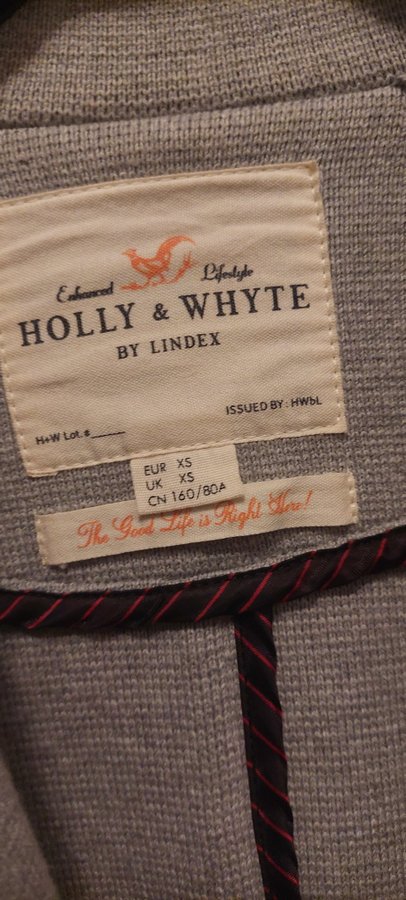 Enhanced Lifestyle
HOLLY & WHYTE
BY LINDEX
ISSUED BY: HWbL
H+W Lot. #_____
EUR XS
UK XS
CN 160/80A
The Good Life is Right Here!